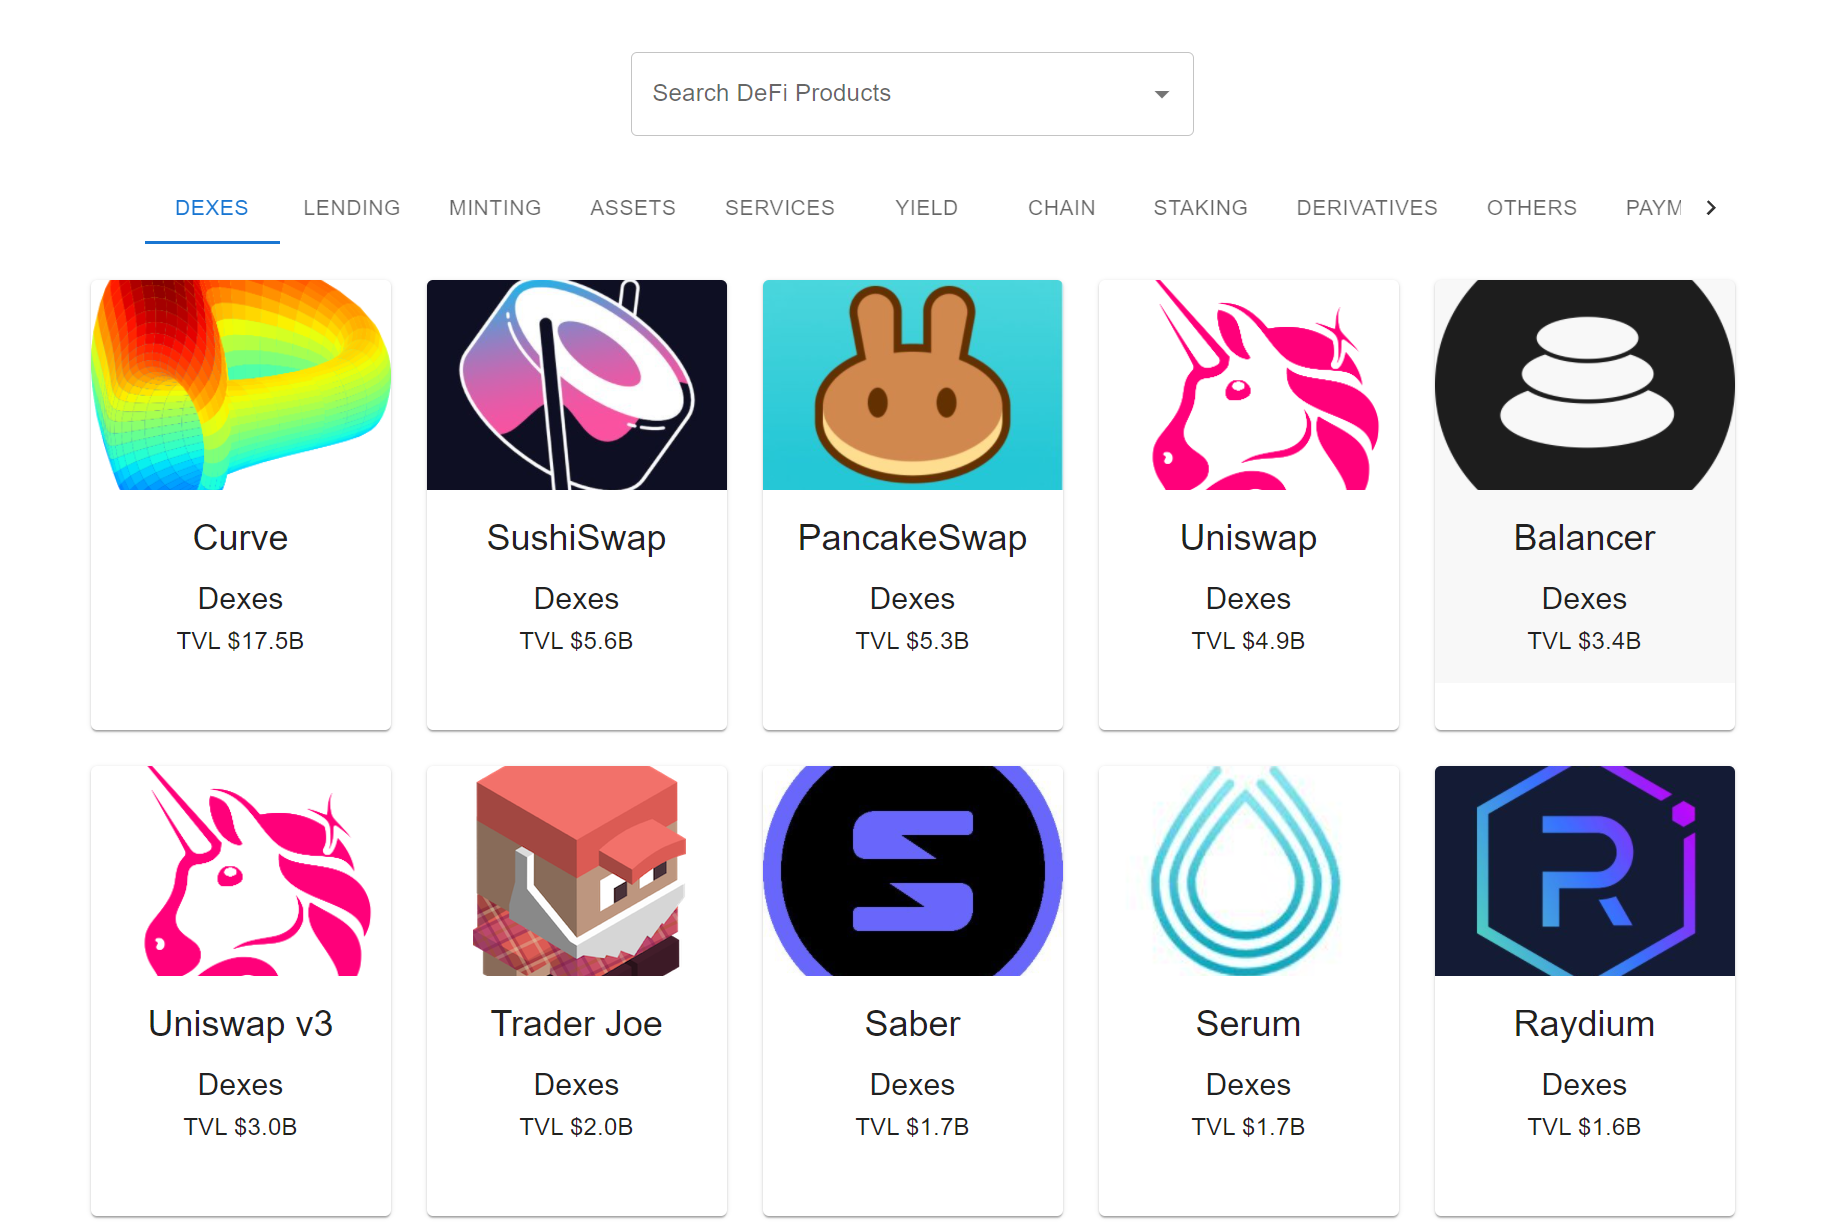 Search DeFi Products
DEXES LENDING MINTING ASSETS SERVICES YIELD CHAIN STAKING DERIVATIVES OTHERS PAYM
Curve SushiSwap PancakeSwap Uniswap Balancer
Dexes Dexes Dexes Dexes Dexes
TVL $17.5B TVL $5.6B TVL $5.3B TVL $4.9B TVL $3.4B
Uniswap v3 Trader Joe Saber Serum Raydium
Dexes Dexes Dexes Dexes Dexes
TVL $3.0B TVL $2.0B TVL $1.7B TVL $1.7B TVL $1.6B